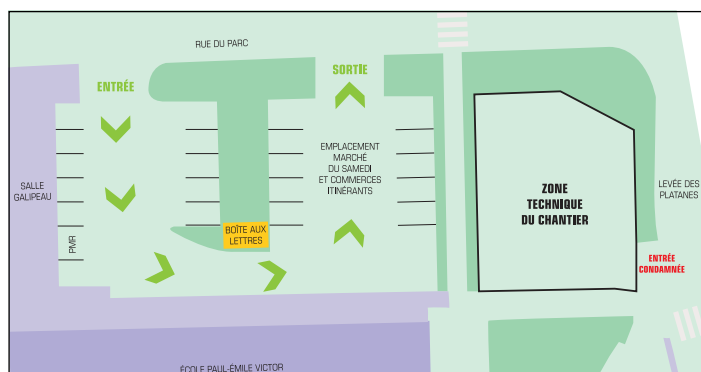 RUE DU PARC
ENTRÉE
SORTIE
EMPLACEMENT
MARCHÉ
DU SAMEDI
ET COMMERCES
ITINÉRANTS
SALLE
GALIPEAU
ZONE
TECHNIQUE
DU CHANTIER
LEVÉE DES
PLATANES
BOÎTE AUX
LETTRES
PMR
ENTRÉE
CONDAMNÉE
ÉCOLE PAUL-ÉMILE VICTOR